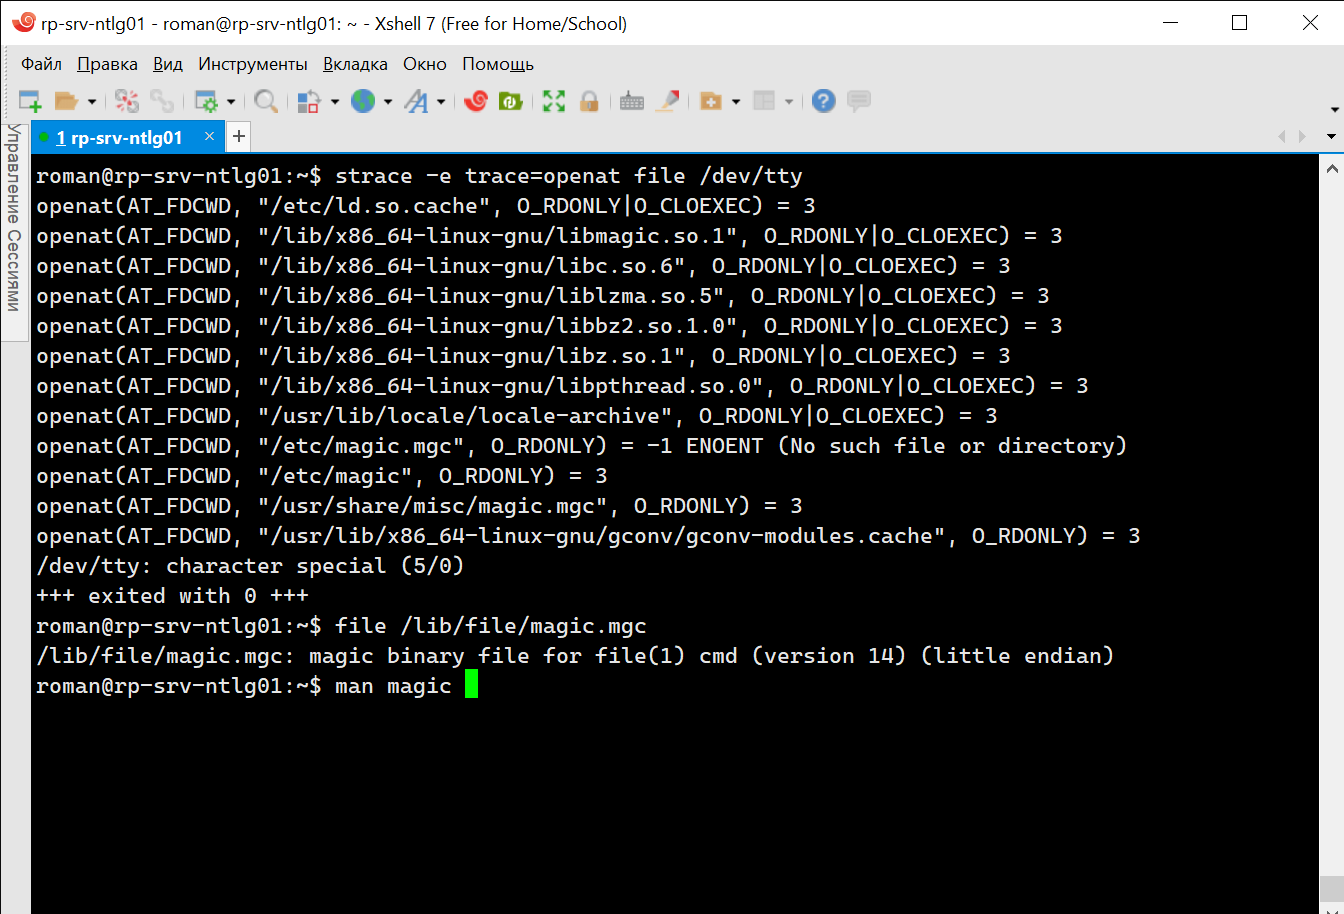 rp-srv-ntlg01 - roman@rp-srv-ntlg01: ~ - Xshell 7 (Free for Home/School)
Файл Правка Вид Инструменты Вкладка Окно Помощь
1 rp-srv-ntlg01 × +
Управление Сессиями
roman@rp-srv-ntlg01:~$ strace -e trace=openat file /dev/tty
openat(AT_FDCWD, "/etc/ld.so.cache", O_RDONLY|O_CLOEXEC) = 3
openat(AT_FDCWD, "/lib/x86_64-linux-gnu/libmagic.so.1", O_RDONLY|O_CLOEXEC) = 3
openat(AT_FDCWD, "/lib/x86_64-linux-gnu/libc.so.6", O_RDONLY|O_CLOEXEC) = 3
openat(AT_FDCWD, "/lib/x86_64-linux-gnu/liblzma.so.5", O_RDONLY|O_CLOEXEC) = 3
openat(AT_FDCWD, "/lib/x86_64-linux-gnu/libbz2.so.1.0", O_RDONLY|O_CLOEXEC) = 3
openat(AT_FDCWD, "/lib/x86_64-linux-gnu/libz.so.1", O_RDONLY|O_CLOEXEC) = 3
openat(AT_FDCWD, "/lib/x86_64-linux-gnu/libpthread.so.0", O_RDONLY|O_CLOEXEC) = 3
openat(AT_FDCWD, "/usr/lib/locale/locale-archive", O_RDONLY|O_CLOEXEC) = 3
openat(AT_FDCWD, "/etc/magic.mgc", O_RDONLY) = -1 ENOENT (No such file or directory)
openat(AT_FDCWD, "/etc/magic", O_RDONLY) = 3
openat(AT_FDCWD, "/usr/share/misc/magic.mgc", O_RDONLY) = 3
openat(AT_FDCWD, "/usr/lib/x86_64-linux-gnu/gconv/gconv-modules.cache", O_RDONLY) = 3
/dev/tty: character special (5/0)
+++ exited with 0 +++
roman@rp-srv-ntlg01:~$ file /lib/file/magic.mgc
/lib/file/magic.mgc: magic binary file for file(1) cmd (version 14) (little endian)
roman@rp-srv-ntlg01:~$ man magic